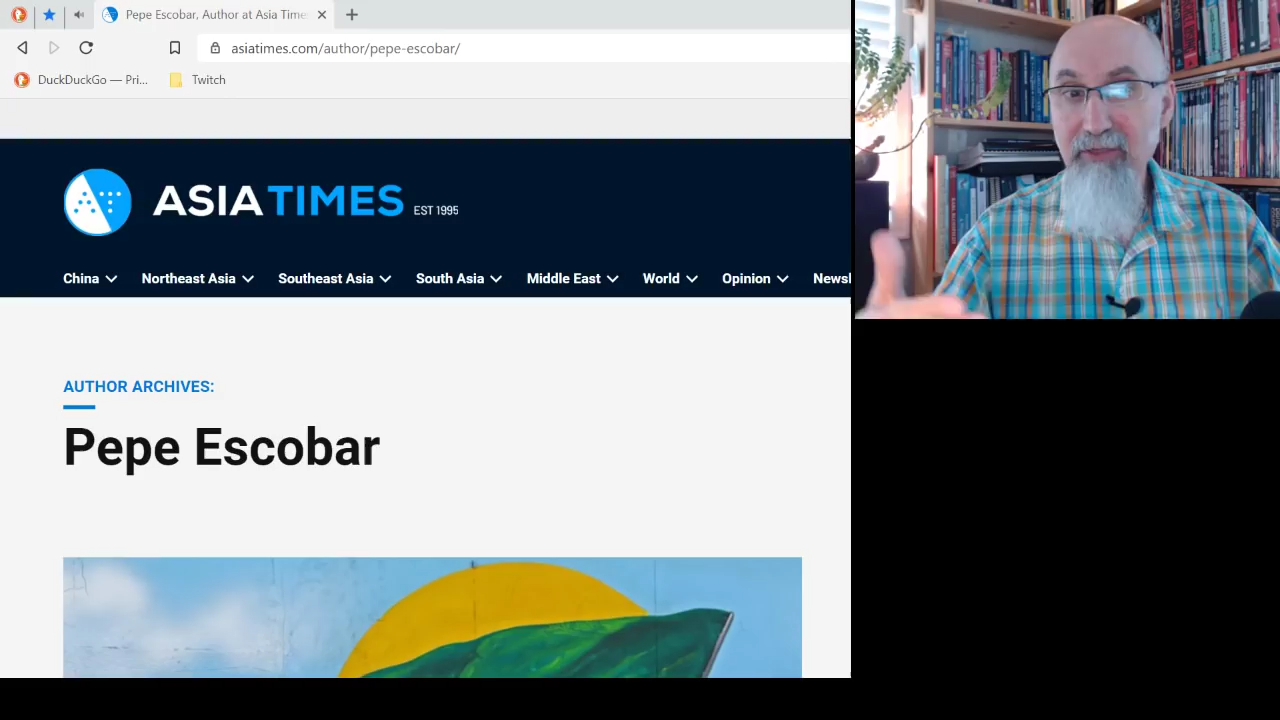 Pepe Escobar, Author at Asia Time
asiatimes.com/author/pepe-escobar/
DuckDuckGo — Pri... Twitch
ASIA TIMES EST 1995
China Northeast Asia Southeast Asia South Asia Middle East World Opinion Newsl
AUTHOR ARCHIVES:
Pepe Escobar